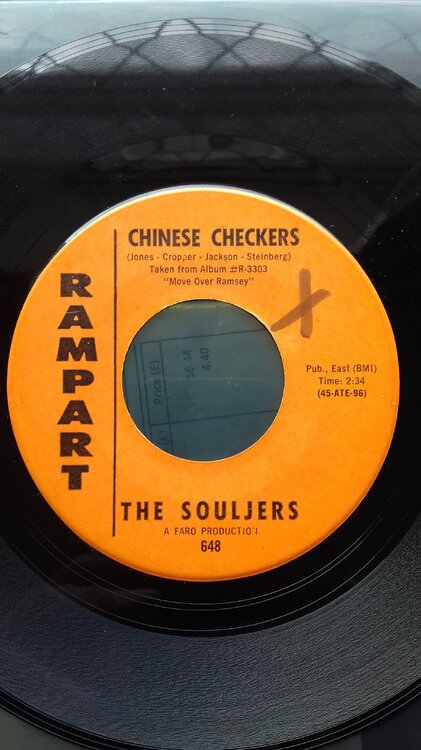 CHINESE CHECKERS
(Jones - Cropper - Jackson - Steinberg)
Taken from Album #R-3303
"Move Over Ramsey"
RAMPART
X
Price (£)
56.44
4.40
(£)
Pub., East (BMI)
Time: 2:34
(45-ATE-96)
THE SOULJERS
A FARO PRODUCTION
648